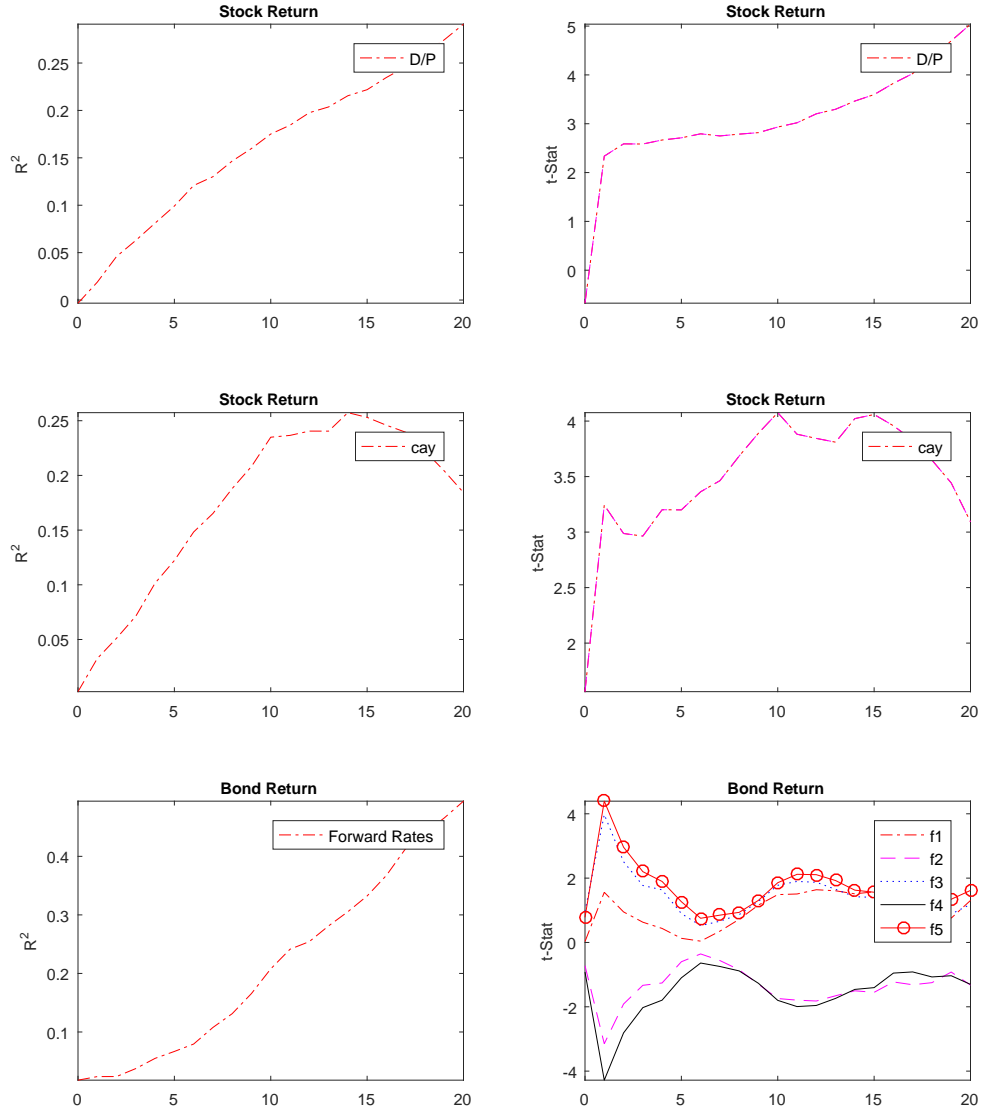 Stock Return
D/P
R²
0.25
0.2
0.15
0.1
0.05
0
0 5 10 15 20
Stock Return
D/P
t-Stat
5
4
3
2
1
0
0 5 10 15 20
Stock Return
cay
R²
0.25
0.2
0.15
0.1
0.05
0 5 10 15 20
Stock Return
cay
t-Stat
4
3.5
3
2.5
2
0 5 10 15 20
Bond Return
Forward Rates
R²
0.4
0.3
0.2
0.1
0 5 10 15 20
Bond Return
f1
f2
f3
f4
f5
t-Stat
4
2
0
-2
-4
0 5 10 15 20